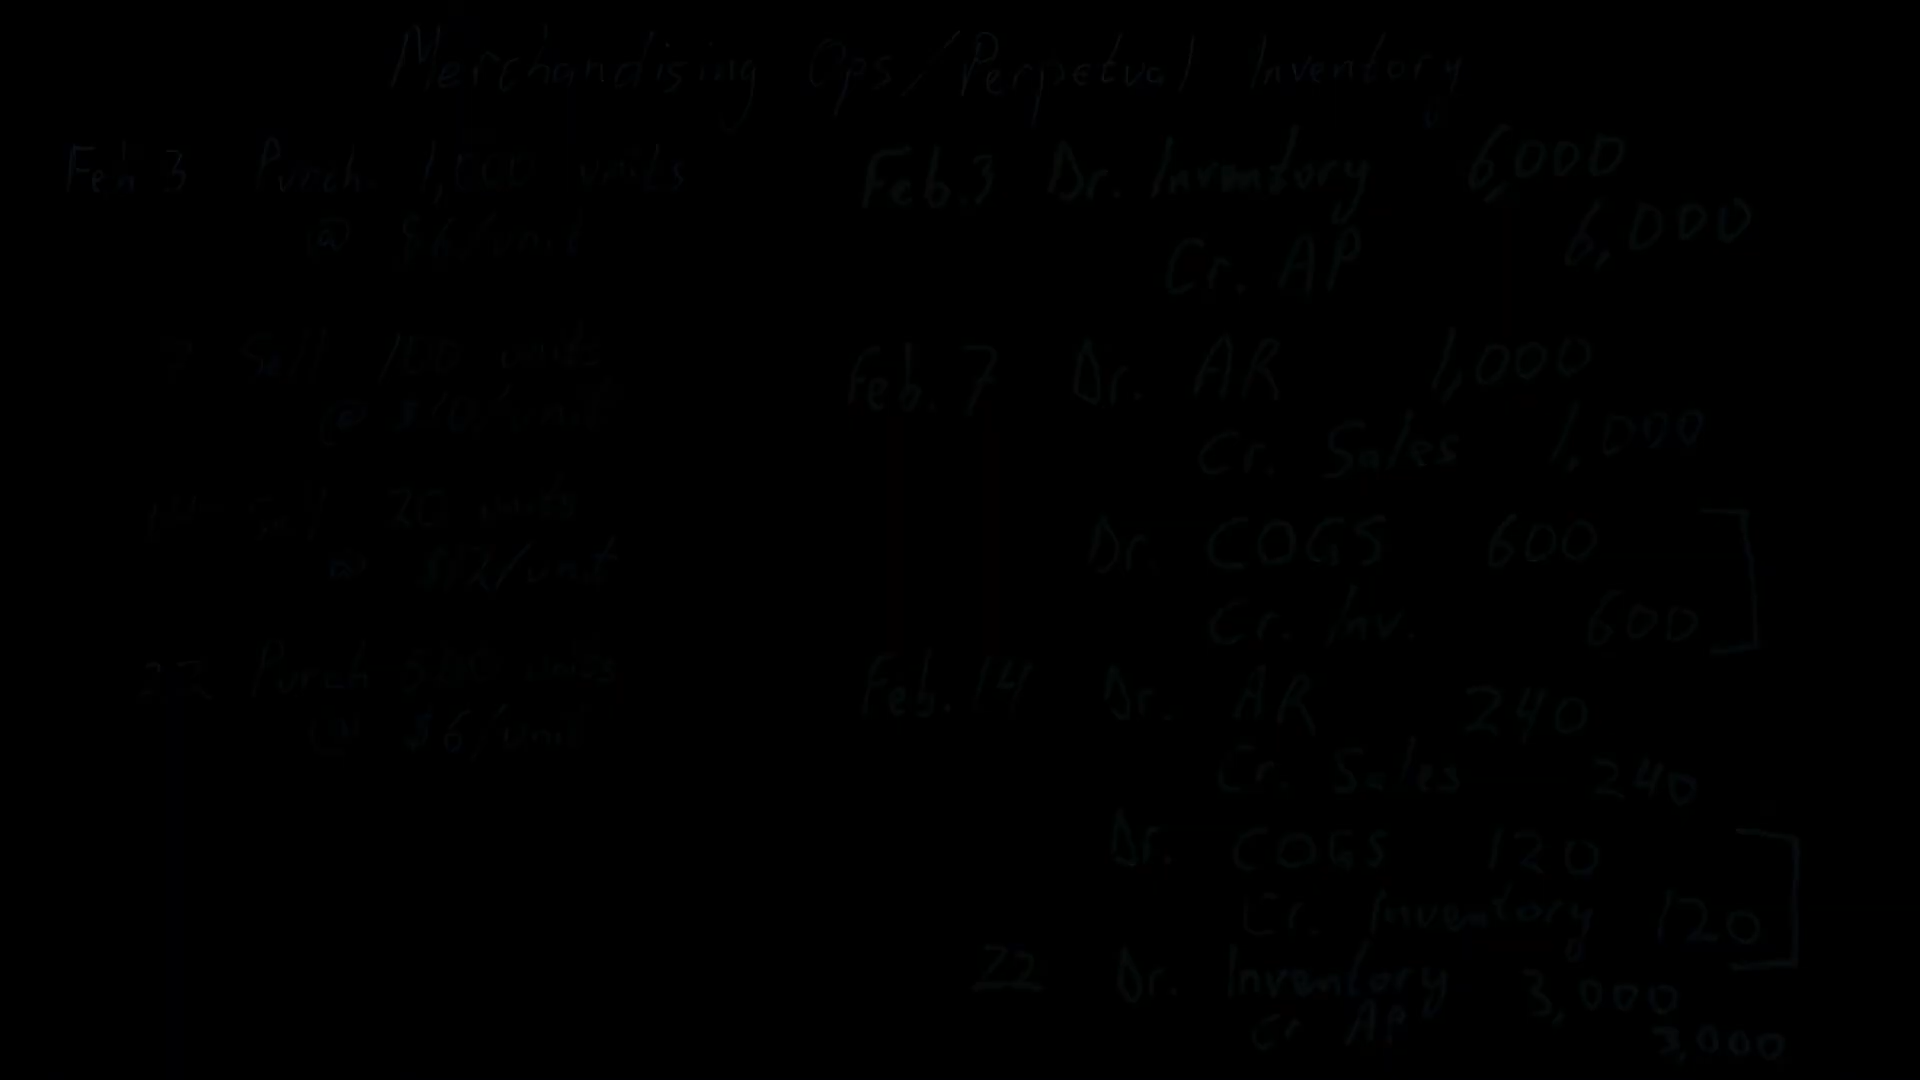 Merchandising Ops/Perpetual Inventory
Feb 3 Purch. 1,000 units
@ $6/unit
7 Sell 100 units
@ $10/unit
14 Sell 20 units
@ $12/unit
22 Purch 500 units
@ $6/unit
Feb. 3 Dr. Inventory 6,000
Cr. AP 6,000
Feb. 7 Dr. AR 1,000
Cr. Sales 1,000
Dr. COGS 600
Cr. Inv. 600
Feb. 14 Dr. AR 240
Cr. Sales 240
Dr. COGS 120
Cr. Inventory 120
22 Dr. Inventory 3,000
Cr AP 3,000